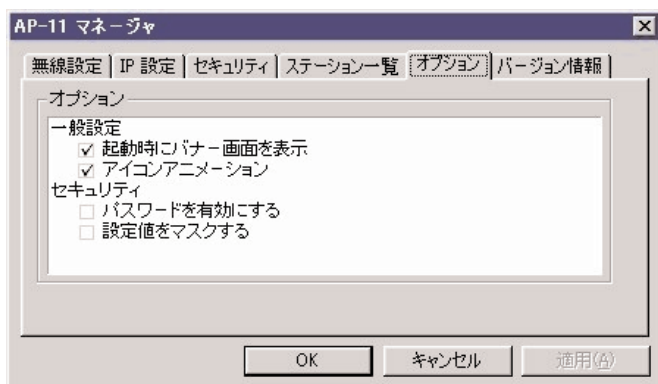 AP-11 マネージャ
無線設定 IP 設定 セキュリティ ステーション一覧 オプション バージョン情報
オプション
一般設定
起動時にバナー画面を表示
アイコンアニメーション
セキュリティ
パスワードを有効にする
設定値をマスクする
OK キャンセル 適用(A)